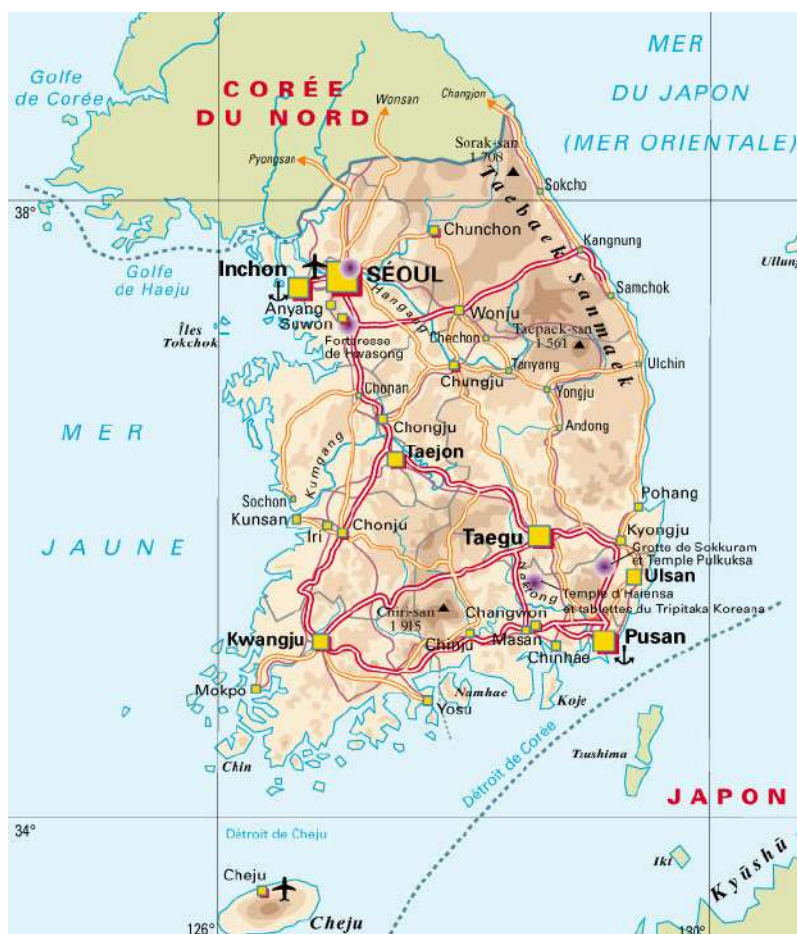 MER
DU JAPON
(MER ORIENTALE)
Golfe
de Corée
CORÉE
DU NORD
Wonsan
Changjon
Pyongsan
Sorak-san
1 708
Sokcho
38°
Taebaek Sanmaek
Chunchon
Kangnung
Golfe
de Haeju
Inchon
SEOUL
Ullung
Samchok
Anyang
Suwon
Hangang
Wonju
Îles
Tokchok
Forteresse
de Hwasong
Chechon
Taepack-san
1 561
Tanyang
Ulchin
Chungju
Chonan
Yongju
MER
Chongju
Andong
Kumgang
Taejon
Sochon
Pohang
Kunsan
Iri
Chonju
Taegu
Kyongju
JAUNE
Grotte de Sokkuram
et Temple Pulkuksa
Naktong
Ulsan
Temple d'Haiensa
et tablettes du Tripitaka Koreana
Chiri-san
1 915
Changwon
Kwangju
Chinju
Masan
Pusan
Chinhae
Mokpo
Namhae
Koje
Yosu
Chin
Tsushima
Détroit de Corée
JAPON
34°
Détroit de Cheju
Iki
Kyūshū
Cheju
Cheju
126°
130°